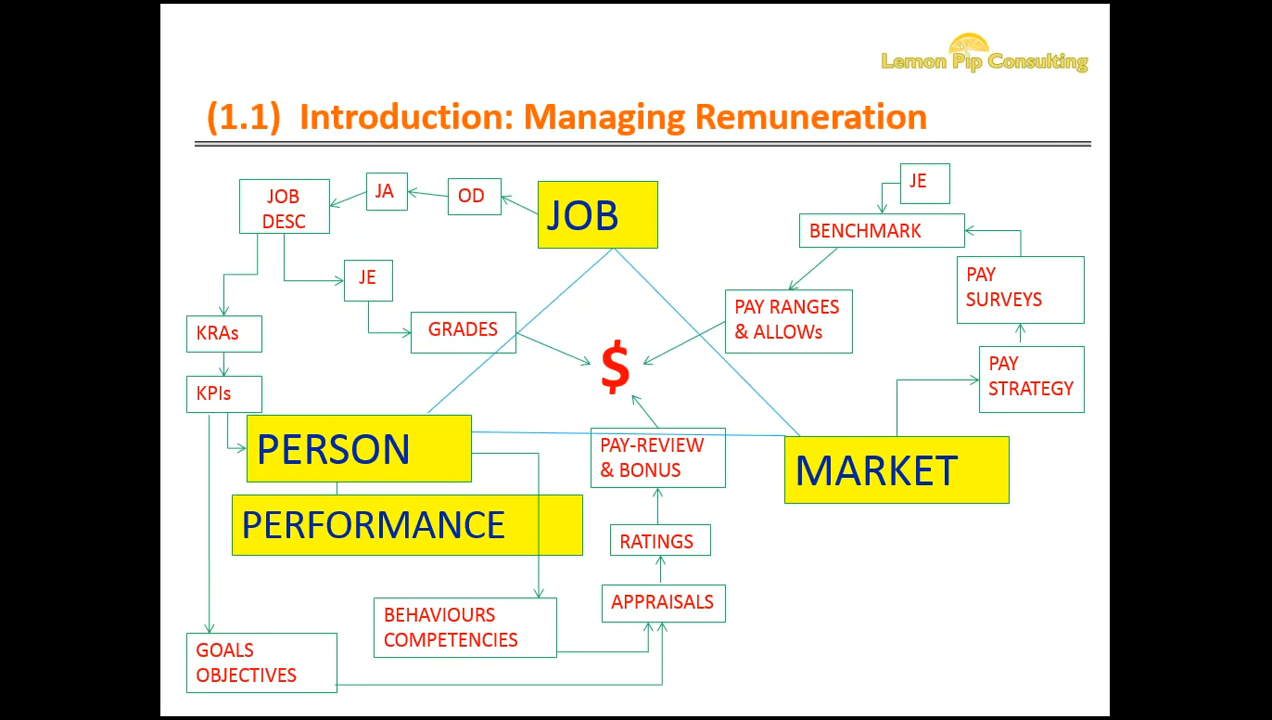 Lemon Pip Consulting
(1.1) Introduction: Managing Remuneration
JOB
DESC
JA
OD
JOB
JE
BENCHMARK
JE
PAY
SURVEYS
KRAs
GRADES
PAY RANGES
& ALLOWs
$
KPIs
PAY
STRATEGY
PERSON
PAY-REVIEW
& BONUS
MARKET
PERFORMANCE
RATINGS
APPRAISALS
BEHAVIOURS
COMPETENCIES
GOALS
OBJECTIVES